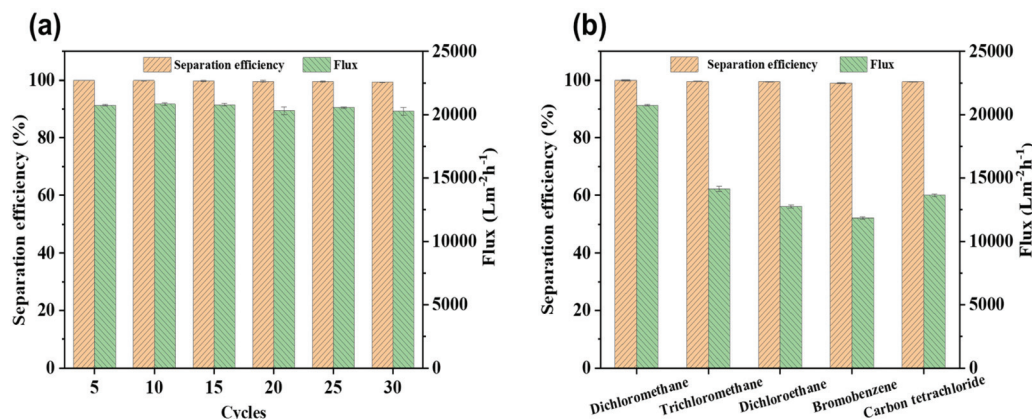 (a)
Separation efficiency
Flux
100
80
60
40
20
0
Separation efficiency (%)
25000
20000
15000
10000
5000
0
Flux (Lm-2h-1)
5 10 15 20 25 30
Cycles
(b)
Separation efficiency
Flux
100
80
60
40
20
0
Separation efficiency (%)
25000
20000
15000
10000
5000
0
Flux (Lm-2h-1)
Dichloromethane
Trichloromethane
Dichloroethane
Bromobenzene
Carbon tetrachloride